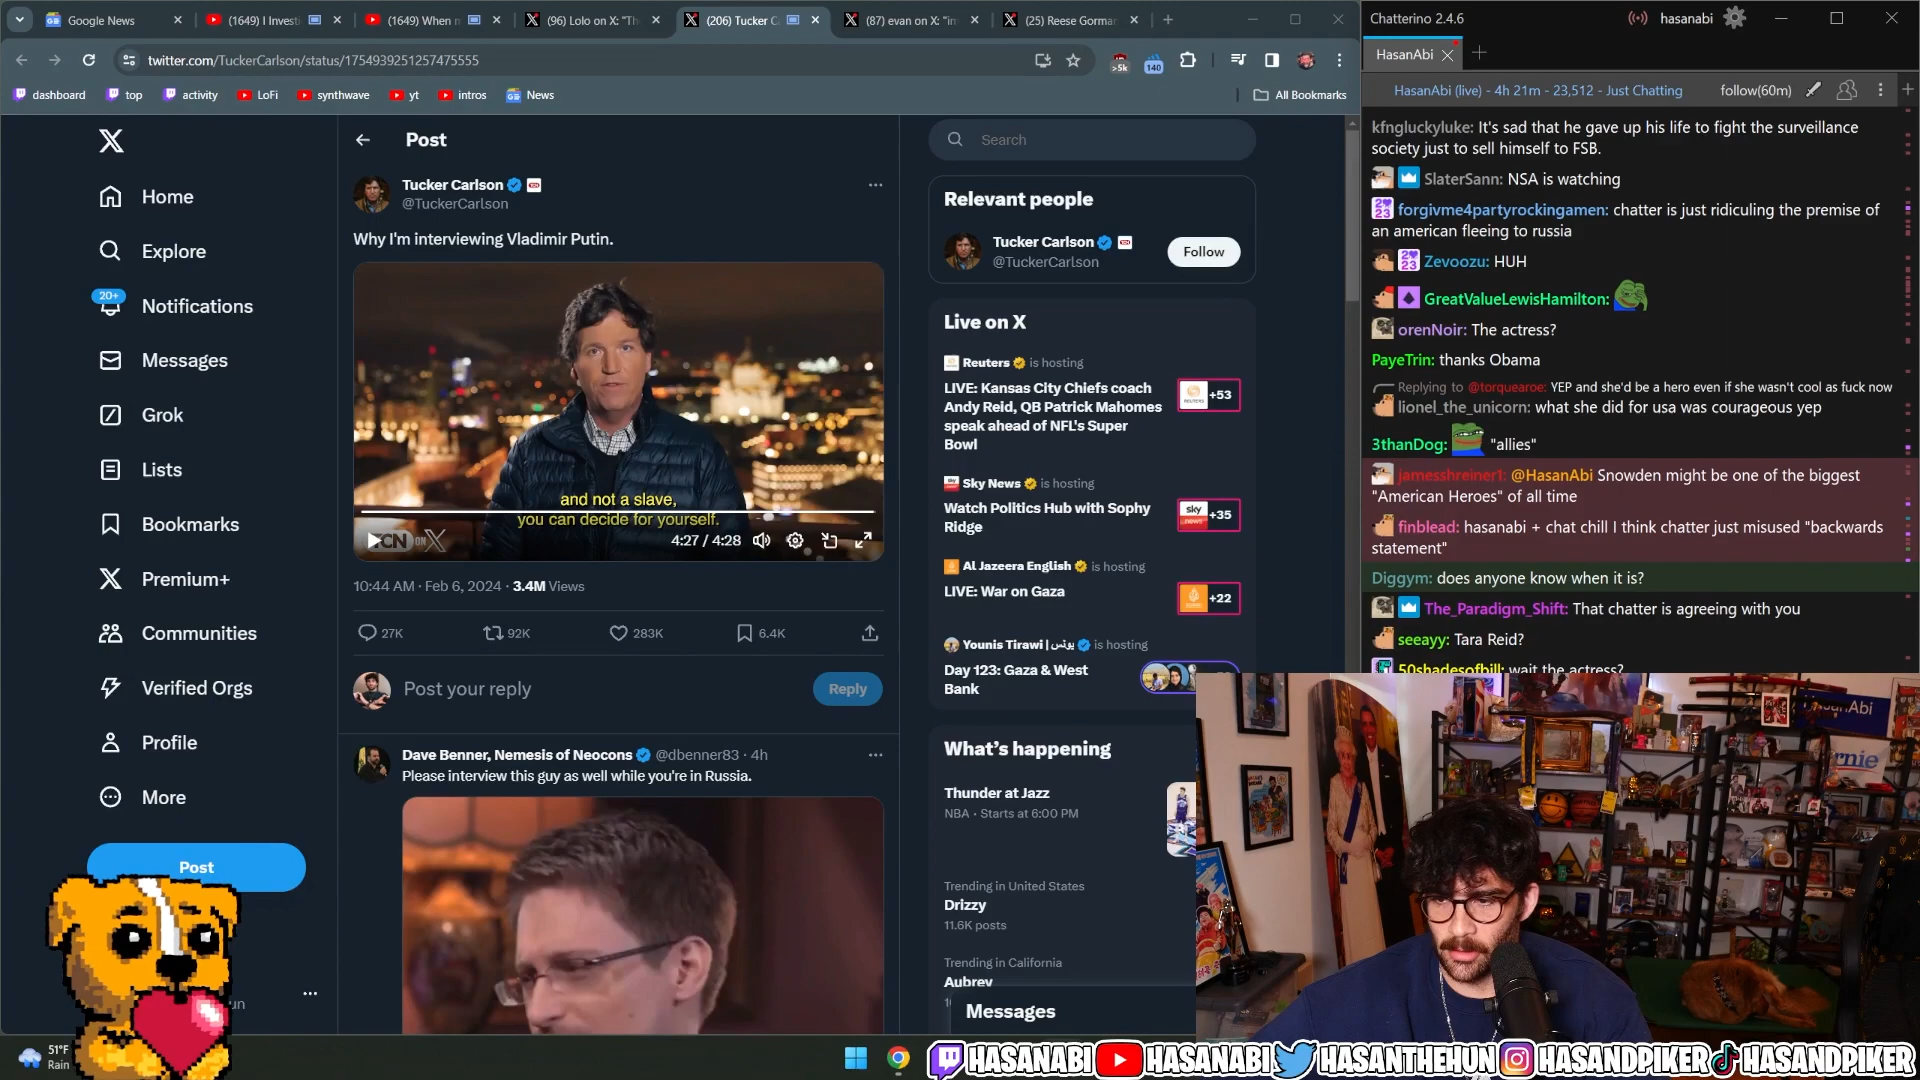 Google News
(1649) I Investi
(1649) When m
(96) Lolo on X: "Th
(206) Tucker C
(87) evan on X: "im
(25) Reese Gorma
twitter.com/TuckerCarlson/status/1754939251257475555
>5k
140
dashboard
top
activity
LoFi
synthwave
yt
intros
News
All Bookmarks
Home
Explore
20+
Notifications
Messages
Grok
Lists
Bookmarks
Premium+
Communities
Verified Orgs
Profile
More
Post
51°F
Rain
Post
Tucker Carlson
@TuckerCarlson
Why I'm interviewing Vladimir Putin.
and not a slave,
you can decide for yourself.
TCN ON X
4:27 / 4:28
10:44 AM · Feb 6, 2024 · 3.4M Views
27K
92K
283K
6.4K
Post your reply
Reply
Dave Benner, Nemesis of Neocons @dbenner83 · 4h
Please interview this guy as well while you're in Russia.
Search
Relevant people
Tucker Carlson
@TuckerCarlson
Follow
Live on X
Reuters is hosting
LIVE: Kansas City Chiefs coach
Andy Reid, QB Patrick Mahomes
speak ahead of NFL's Super
Bowl
REUTERS
+53
Sky News is hosting
Watch Politics Hub with Sophy
Ridge
sky news
+35
Al Jazeera English is hosting
LIVE: War on Gaza
+22
Younis Tirawi | يونس is hosting
Day 123: Gaza & West
Bank
What's happening
Thunder at Jazz
NBA · Starts at 6:00 PM
Trending in United States
Drizzy
11.6K posts
Trending in California
Aubrey
Messages
Chatterino 2.4.6
hasanabi
HasanAbi
HasanAbi (live) - 4h 21m - 23,512 - Just Chatting
follow(60m)
kfngluckyluke: It's sad that he gave up his life to fight the surveillance
society just to sell himself to FSB.
SlaterSann: NSA is watching
forgivme4partyrockingamen: chatter is just ridiculing the premise of
an american fleeing to russia
Zevoozu: HUH
GreatValueLewisHamilton:
orenNoir: The actress?
PayeTrin: thanks Obama
Replying to @torquearoe: YEP and she'd be a hero even if she wasn't cool as fuck now
lionel_the_unicorn: what she did for usa was courageous yep
3thanDog: "allies"
jamesshreiner1: @HasanAbi Snowden might be one of the biggest
"American Heroes" of all time
finblead: hasanabi + chat chill I think chatter just misused "backwards
statement"
Diggym: does anyone know when it is?
The_Paradigm_Shift: That chatter is agreeing with you
seeayy: Tara Reid?
50shadesofbill: wait the actress?
HASANABI
HASANABI
HASANTHEHUN
HASANDPIKER
HASANDPIKER